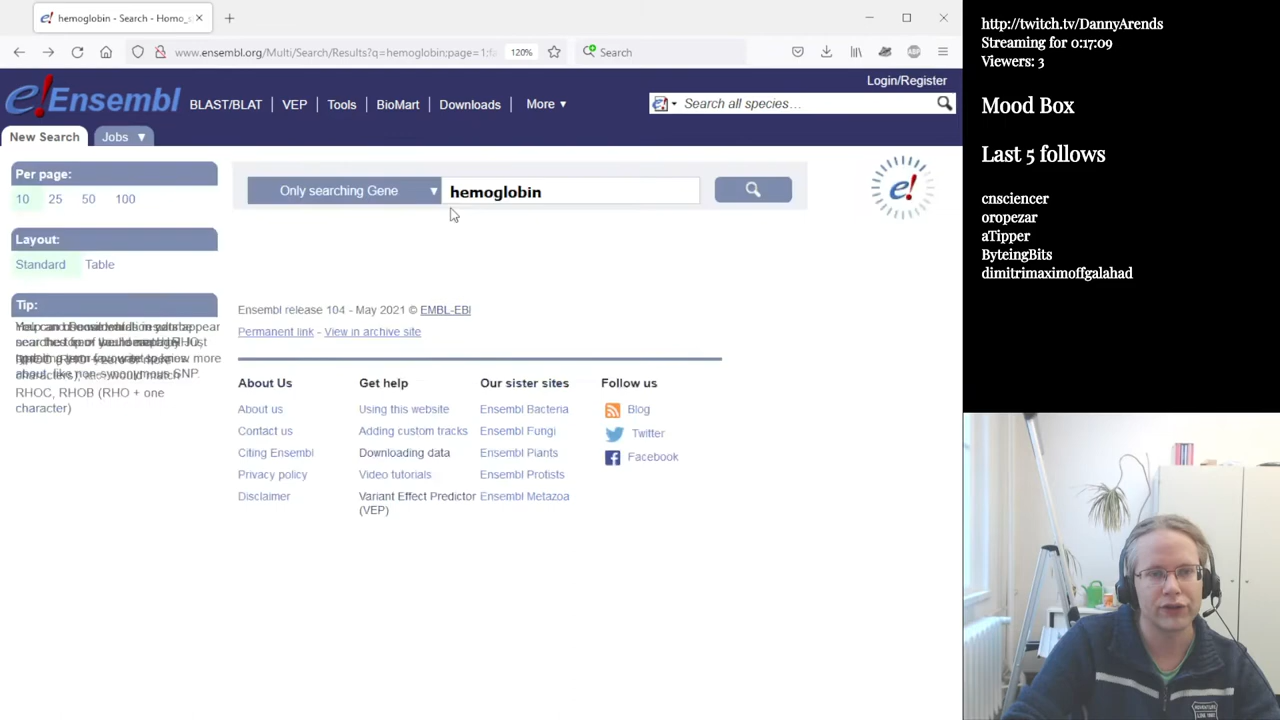 hemoglobin - Search - Homo_s
www.ensembl.org/Multi/Search/Results?q=hemoglobin;page=1;fa
120%
Search
e!Ensembl
BLAST/BLAT
VEP
Tools
BioMart
Downloads
More ▼
Login/Register
Search all species…
New Search
Jobs ▼
Per page:
10 25 50 100
Layout:
Standard Table
Tip:
about, like non-synonymous SNP.
RHOC, RHOB (RHO + one
character)
Only searching Gene ▼
hemoglobin
e!
Ensembl release 104 - May 2021 © EMBL-EBI
Permanent link - View in archive site
About Us
About us
Contact us
Citing Ensembl
Privacy policy
Disclaimer
Get help
Using this website
Adding custom tracks
Downloading data
Video tutorials
Variant Effect Predictor
(VEP)
Our sister sites
Ensembl Bacteria
Ensembl Fungi
Ensembl Plants
Ensembl Protists
Ensembl Metazoa
Follow us
Blog
Twitter
Facebook
http://twitch.tv/DannyArends
Streaming for 0:17:09
Viewers: 3
Mood Box
Last 5 follows
cnsciencer
oropezar
aTipper
ByteingBits
dimitrimaximoffgalahad